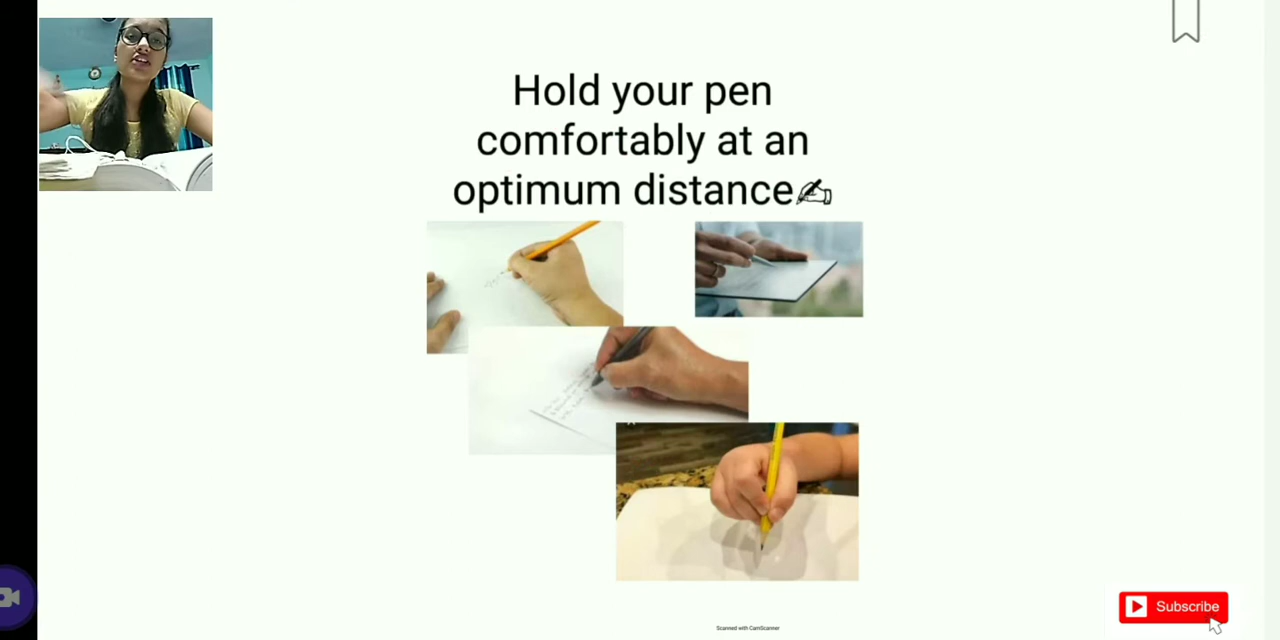 Hold your pen
comfortably at an
optimum distance✍
Subscribe
Scanned with CamScanner